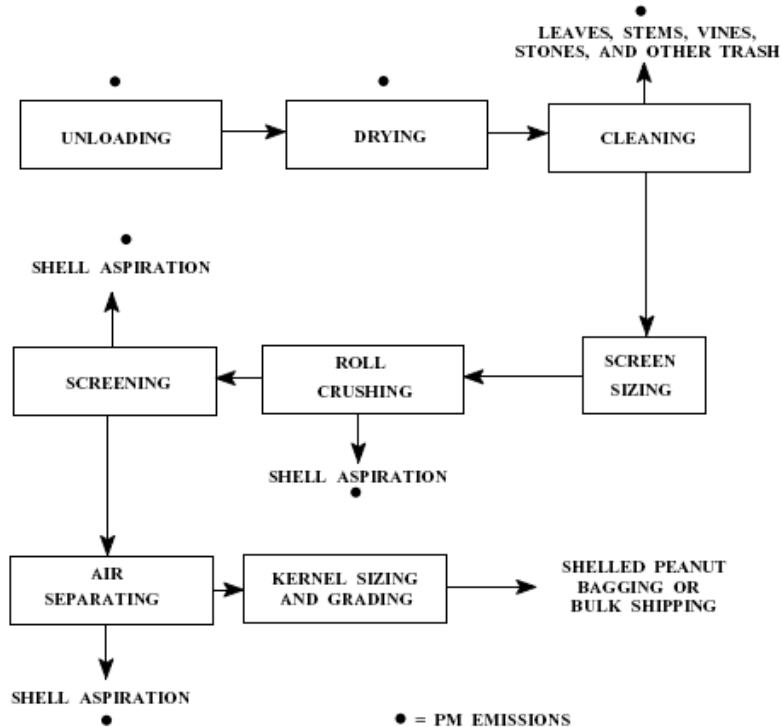 LEAVES, STEMS, VINES,
STONES, AND OTHER TRASH
UNLOADING
DRYING
CLEANING
SHELL ASPIRATION
SCREENING
ROLL
CRUSHING
SCREEN
SIZING
SHELL ASPIRATION
AIR
SEPARATING
KERNEL SIZING
AND GRADING
SHELLED PEANUT
BAGGING OR
BULK SHIPPING
SHELL ASPIRATION
● = PM EMISSIONS